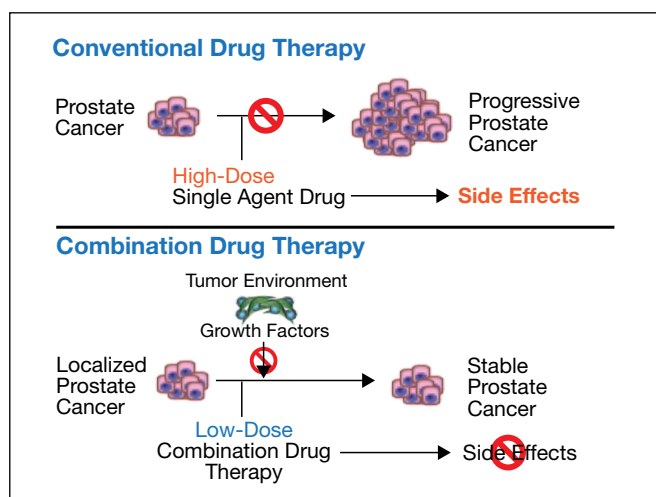 Conventional Drug Therapy
Prostate
Cancer
Progressive
Prostate
Cancer
High-Dose
Single Agent Drug
Side Effects
Combination Drug Therapy
Tumor Environment
Growth Factors
Localized
Prostate
Cancer
Stable
Prostate
Cancer
Low-Dose
Combination Drug
Therapy
Side Effects